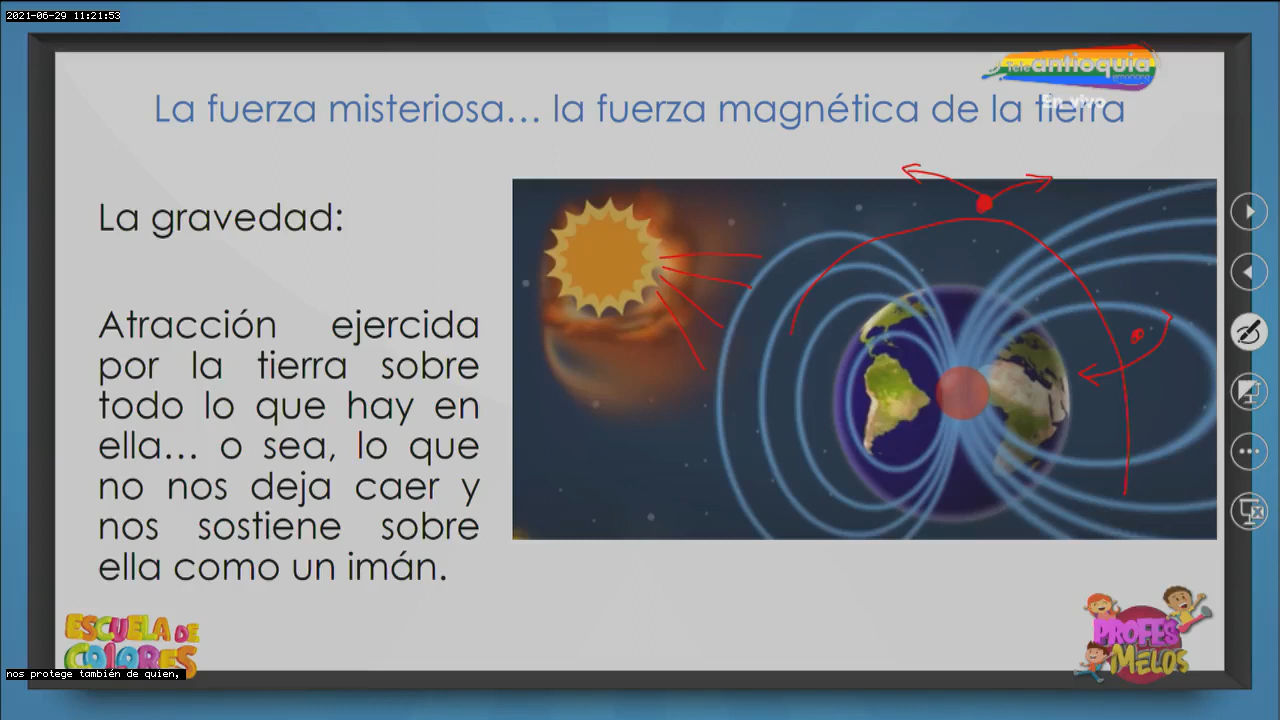 2021-06-29 11:21:53
Teleantioquia
emociona
En vivo
La fuerza misteriosa... la fuerza magnética de la tierra
La gravedad:
Atracción ejercida
por la tierra sobre
todo lo que hay en
ella... o sea, lo que
no nos deja caer y
nos sostiene sobre
ella como un imán.
ESCUELA DE
COLORES
PROFES
MELOS
nos protege también de quien,